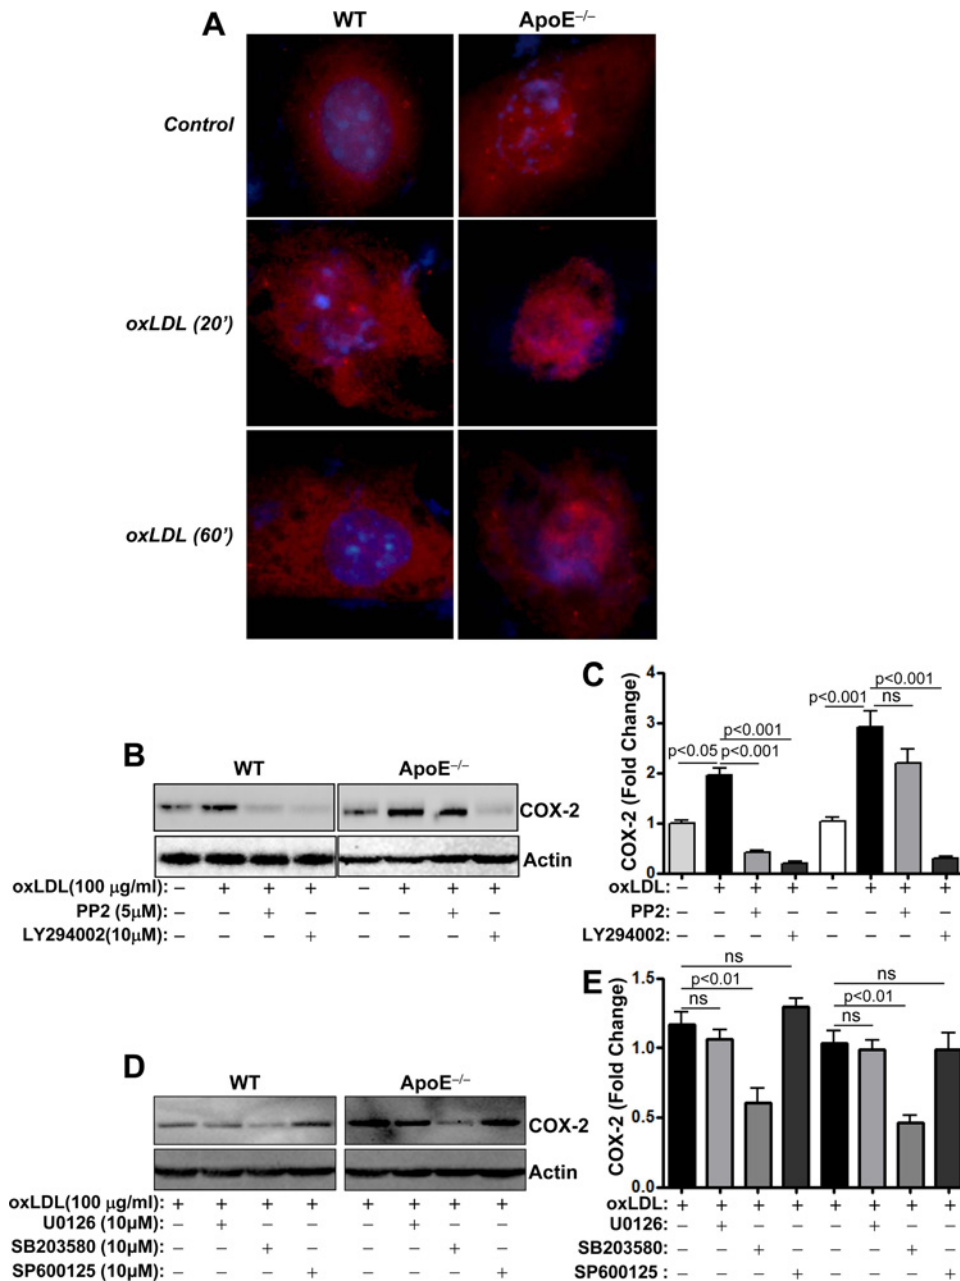 A
WT ApoE–/–
Control
oxLDL (20')
oxLDL (60')
B
WT ApoE–/–
COX-2
Actin
oxLDL(100 µg/ml): – + + + – + + +
PP2 (5µM): – – + – – – + –
LY294002(10µM): – – – + – – – +
C
COX-2 (Fold Change)
4
3
2
1
0
p<0.05
p<0.001
p<0.001
p<0.001
p<0.001
ns
oxLDL: – + + + – + + +
PP2: – – + – – – + –
LY294002: – – – + – – – +
D
WT ApoE–/–
COX-2
Actin
oxLDL(100 µg/ml): + + + + + + + +
U0126 (10µM): – + – – – + – –
SB203580 (10µM): – – + – – – + –
SP600125 (10µM): – – – + – – – +
E
COX-2 (Fold Change)
1.5
1.0
0.5
0.0
ns
p<0.01
ns
ns
p<0.01
ns
oxLDL: + + + + + + + +
U0126: – + – – – + – –
SB203580: – – + – – – + –
SP600125 : – – – + – – – +